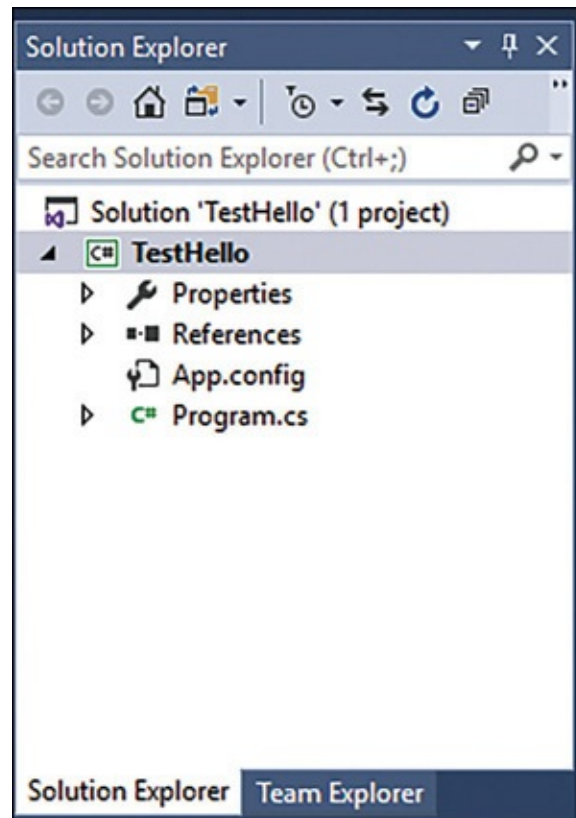 Solution Explorer
Search Solution Explorer (Ctrl+;)
Solution 'TestHello' (1 project)
C# TestHello
Properties
References
App.config
C# Program.cs
Solution Explorer Team Explorer